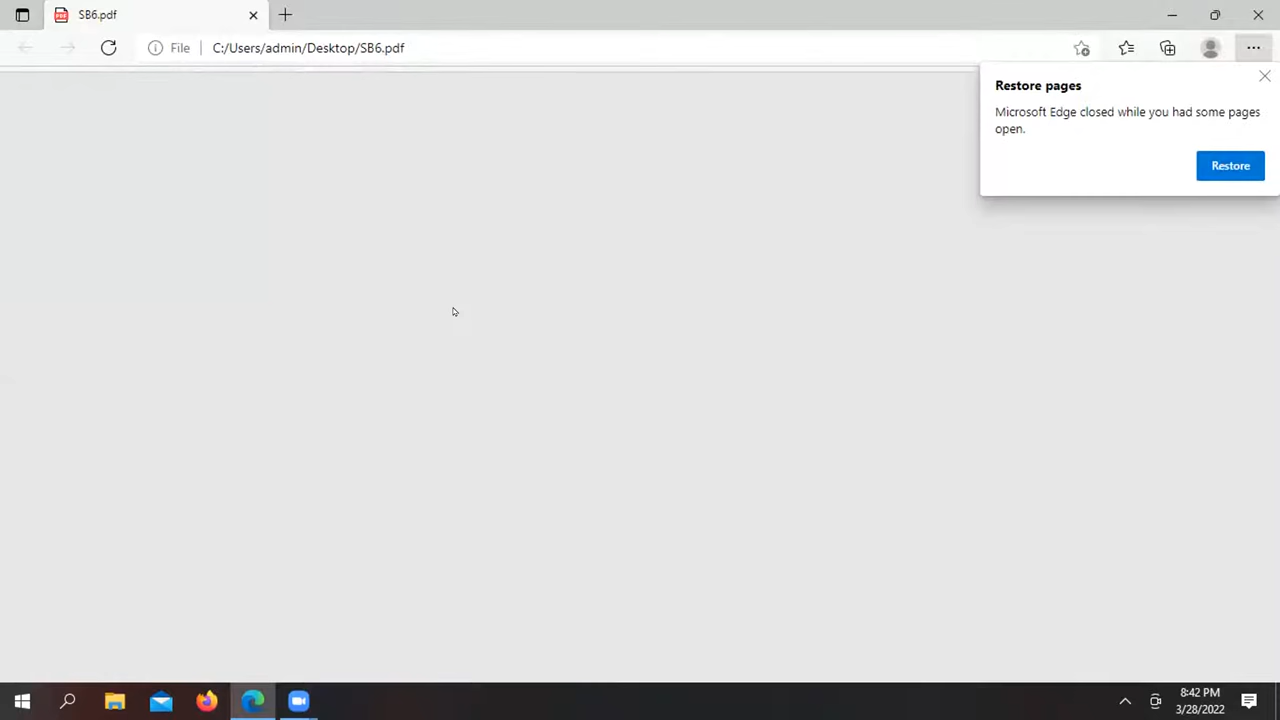 SB6.pdf
File
C:/Users/admin/Desktop/SB6.pdf
Restore pages
Microsoft Edge closed while you had some pages
open.
Restore
8:42 PM
3/28/2022